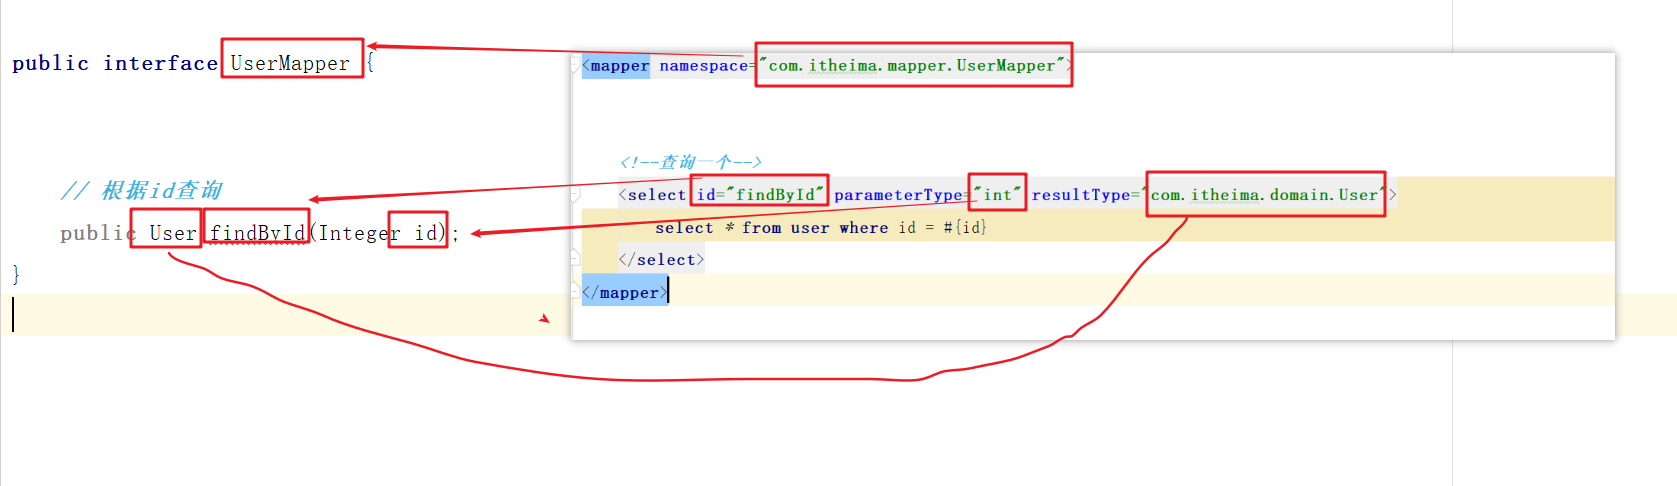 public interface UserMapper {
// 根据id查询
public User findById(Integer id);
}
<mapper namespace="com.itheima.mapper.UserMapper">
<!--查询一个-->
<select id="findById" parameterType="int" resultType="com.itheima.domain.User">
select * from user where id = #{id}
</select>
</mapper>